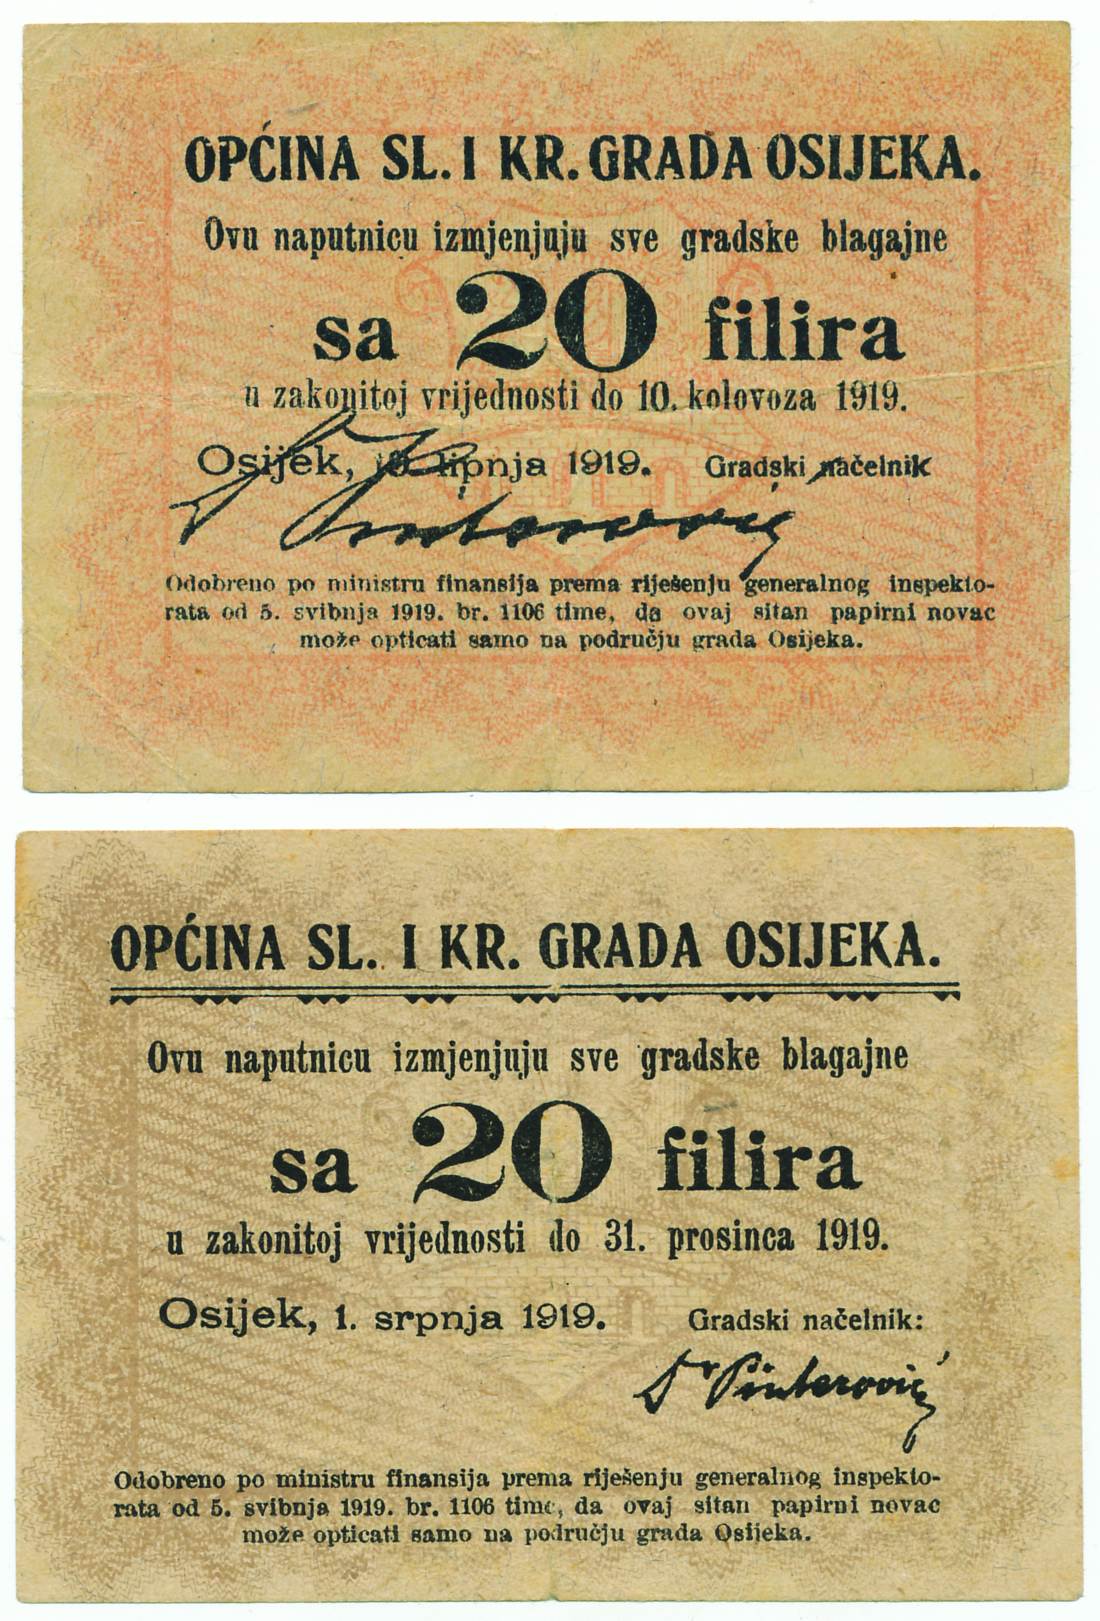 OPĆINA SL. I KR. GRADA OSIJEKA.
Ovu naputnicu izmjenjuju sve gradske blagajne
sa 20 filira
u zakonitoj vrijednosti do 10. kolovoza 1919.
Osijek, lipnja 1919. Gradski načelnik
Dr Pinterović
Odobreno po ministru finansija prema riješenju generalnog inspekto-
rata od 5. svibnja 1919. br. 1106 time, da ovaj sitan papirni novac
može opticati samo na području grada Osijeka.
OPĆINA SL. I KR. GRADA OSIJEKA.
Ovu naputnicu izmjenjuju sve gradske blagajne
sa 20 filira
u zakonitoj vrijednosti do 31. prosinca 1919.
Osijek, 1. srpnja 1919. Gradski načelnik:
Dr Pinterović
Odobreno po ministru finansija prema riješenju generalnog inspekto-
rata od 5. svibnja 1919. br. 1106 time, da ovaj sitan papirni novac
može opticati samo na području grada Osijeka.